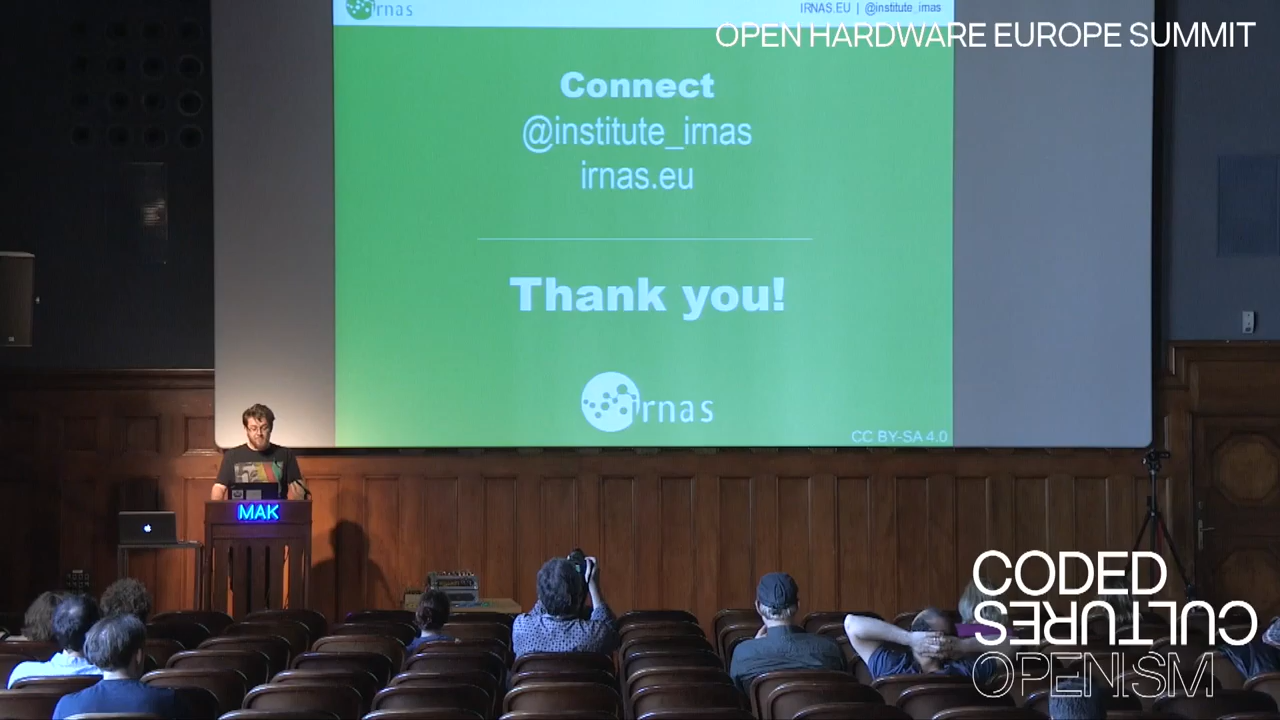 irnas
IRNAS.EU | @institute_irnas
OPEN HARDWARE EUROPE SUMMIT
Connect
@institute_irnas
irnas.eu
Thank you!
irnas
CC BY-SA 4.0
MAK
CODED
CULTURES
OPENISM